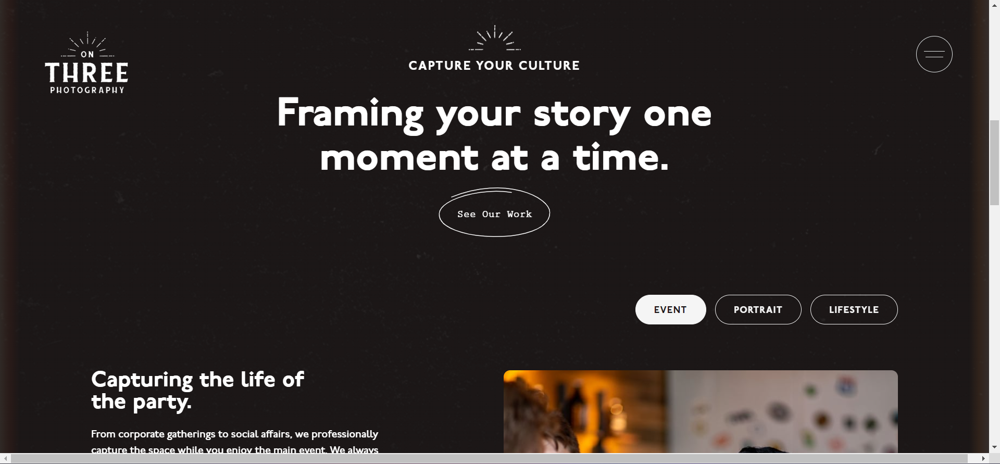 ON
THREE
PHOTOGRAPHY
CAPTURE YOUR CULTURE
Framing your story one
moment at a time.
See Our Work
EVENT
PORTRAIT
LIFESTYLE
Capturing the life of
the party.
From corporate gatherings to social affairs, we professionally
capture the space while you enjoy the main event. We always